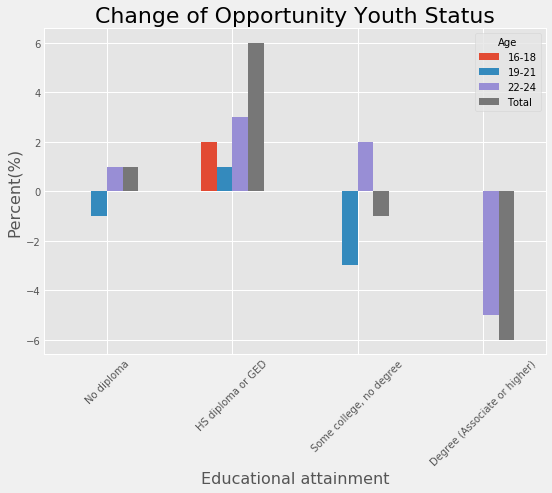 Change of Opportunity Youth Status
Age
16-18
19-21
22-24
Total
Percent(%)
6
4
2
0
−2
−4
−6
No diploma
HS diploma or GED
Some college, no degree
Degree (Associate or higher)
Educational attainment